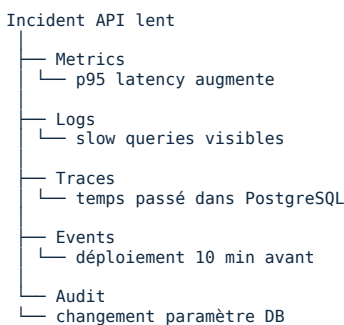 Incident API lent
Metrics
p95 latency augmente
Logs
slow queries visibles
Traces
temps passé dans PostgreSQL
Events
déploiement 10 min avant
Audit
changement paramètre DB